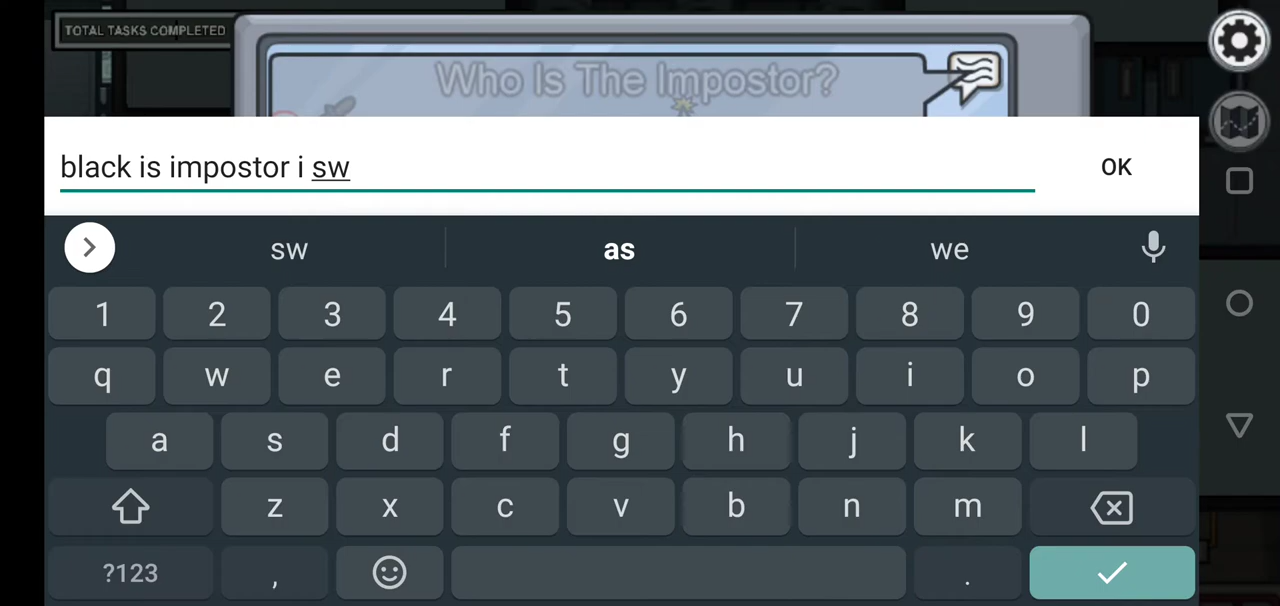 TOTAL TASKS COMPLETED
Who Is The Impostor?
black is impostor i sw
OK
sw as we
1 2 3 4 5 6 7 8 9 0
q w e r t y u i o p
a s d f g h j k l
z x c v b n m
?123 , .